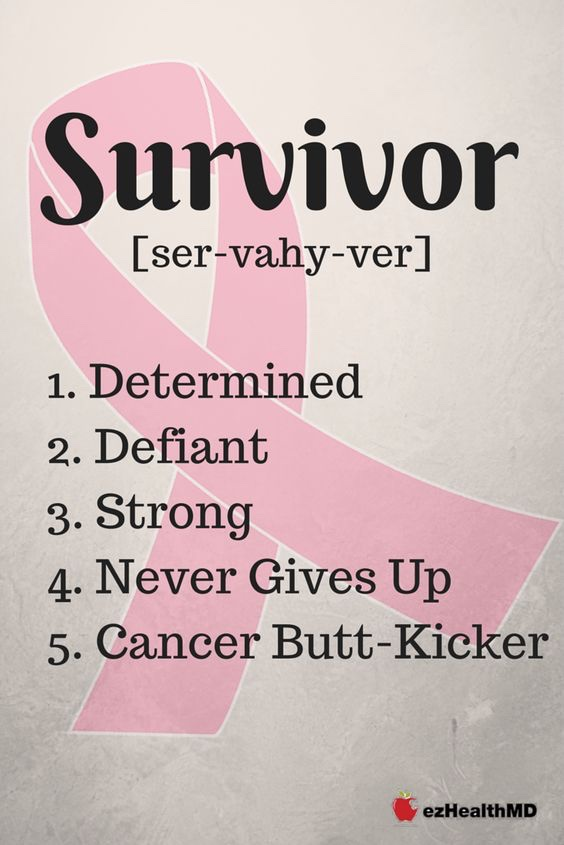 Survivor
[ser-vahy-ver]
1. Determined
2. Defiant
3. Strong
4. Never Gives Up
5. Cancer Butt-Kicker
ezHealthMD